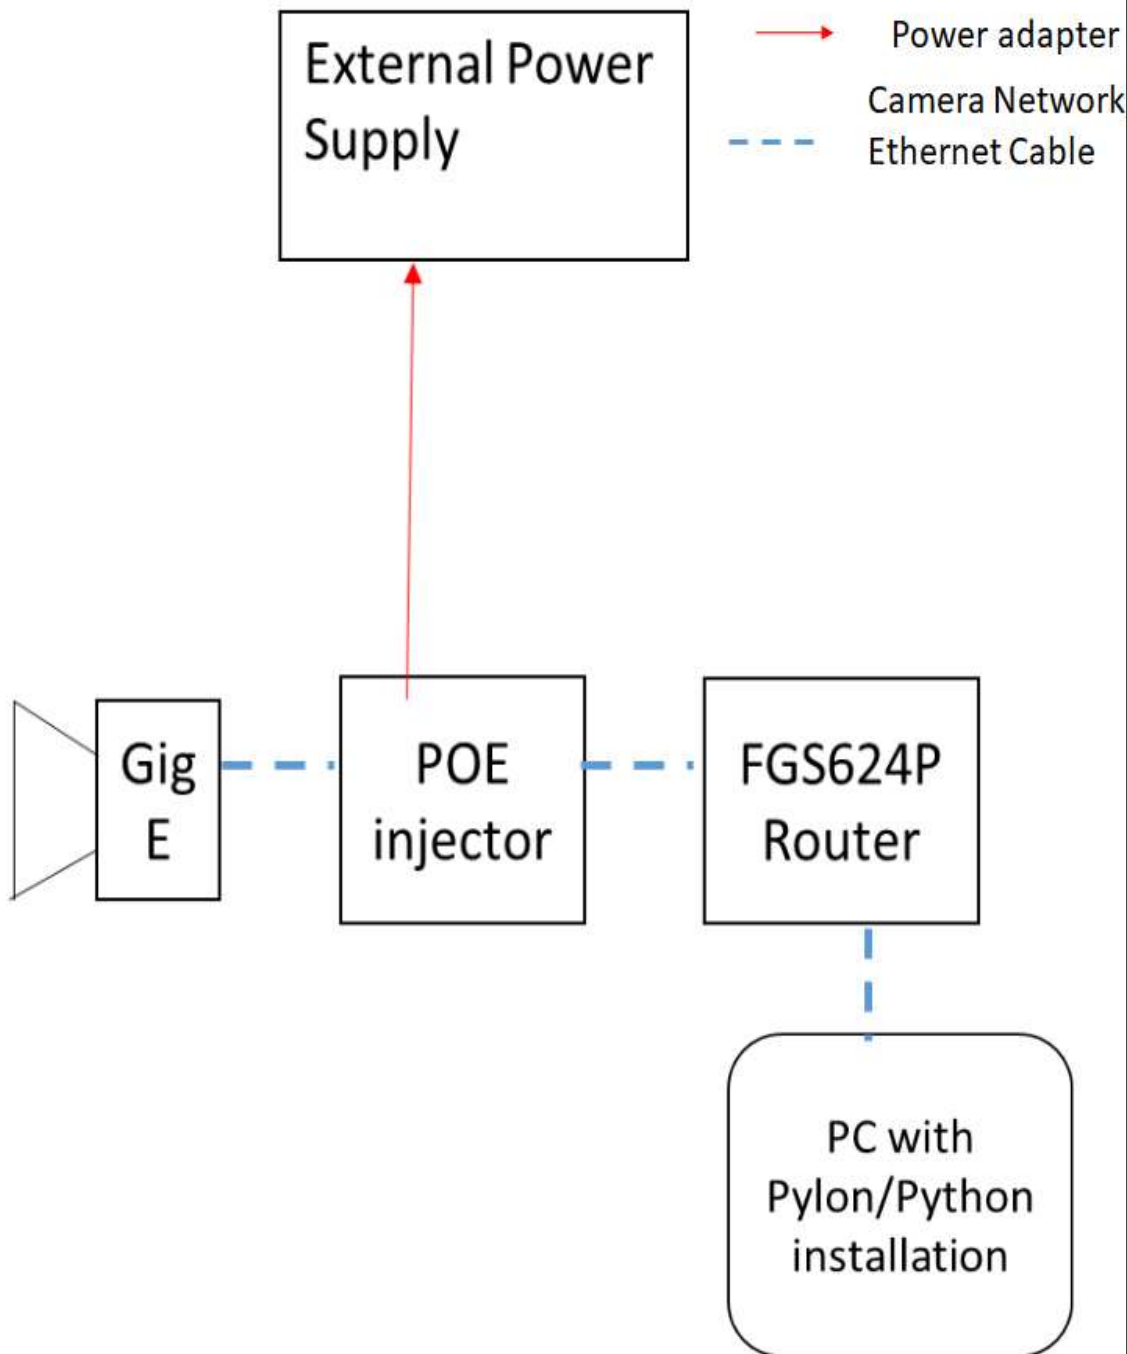 External Power
Supply
Power adapter
Camera Network
Ethernet Cable
Gig
E
POE
injector
FGS624P
Router
PC with
Pylon/Python
installation